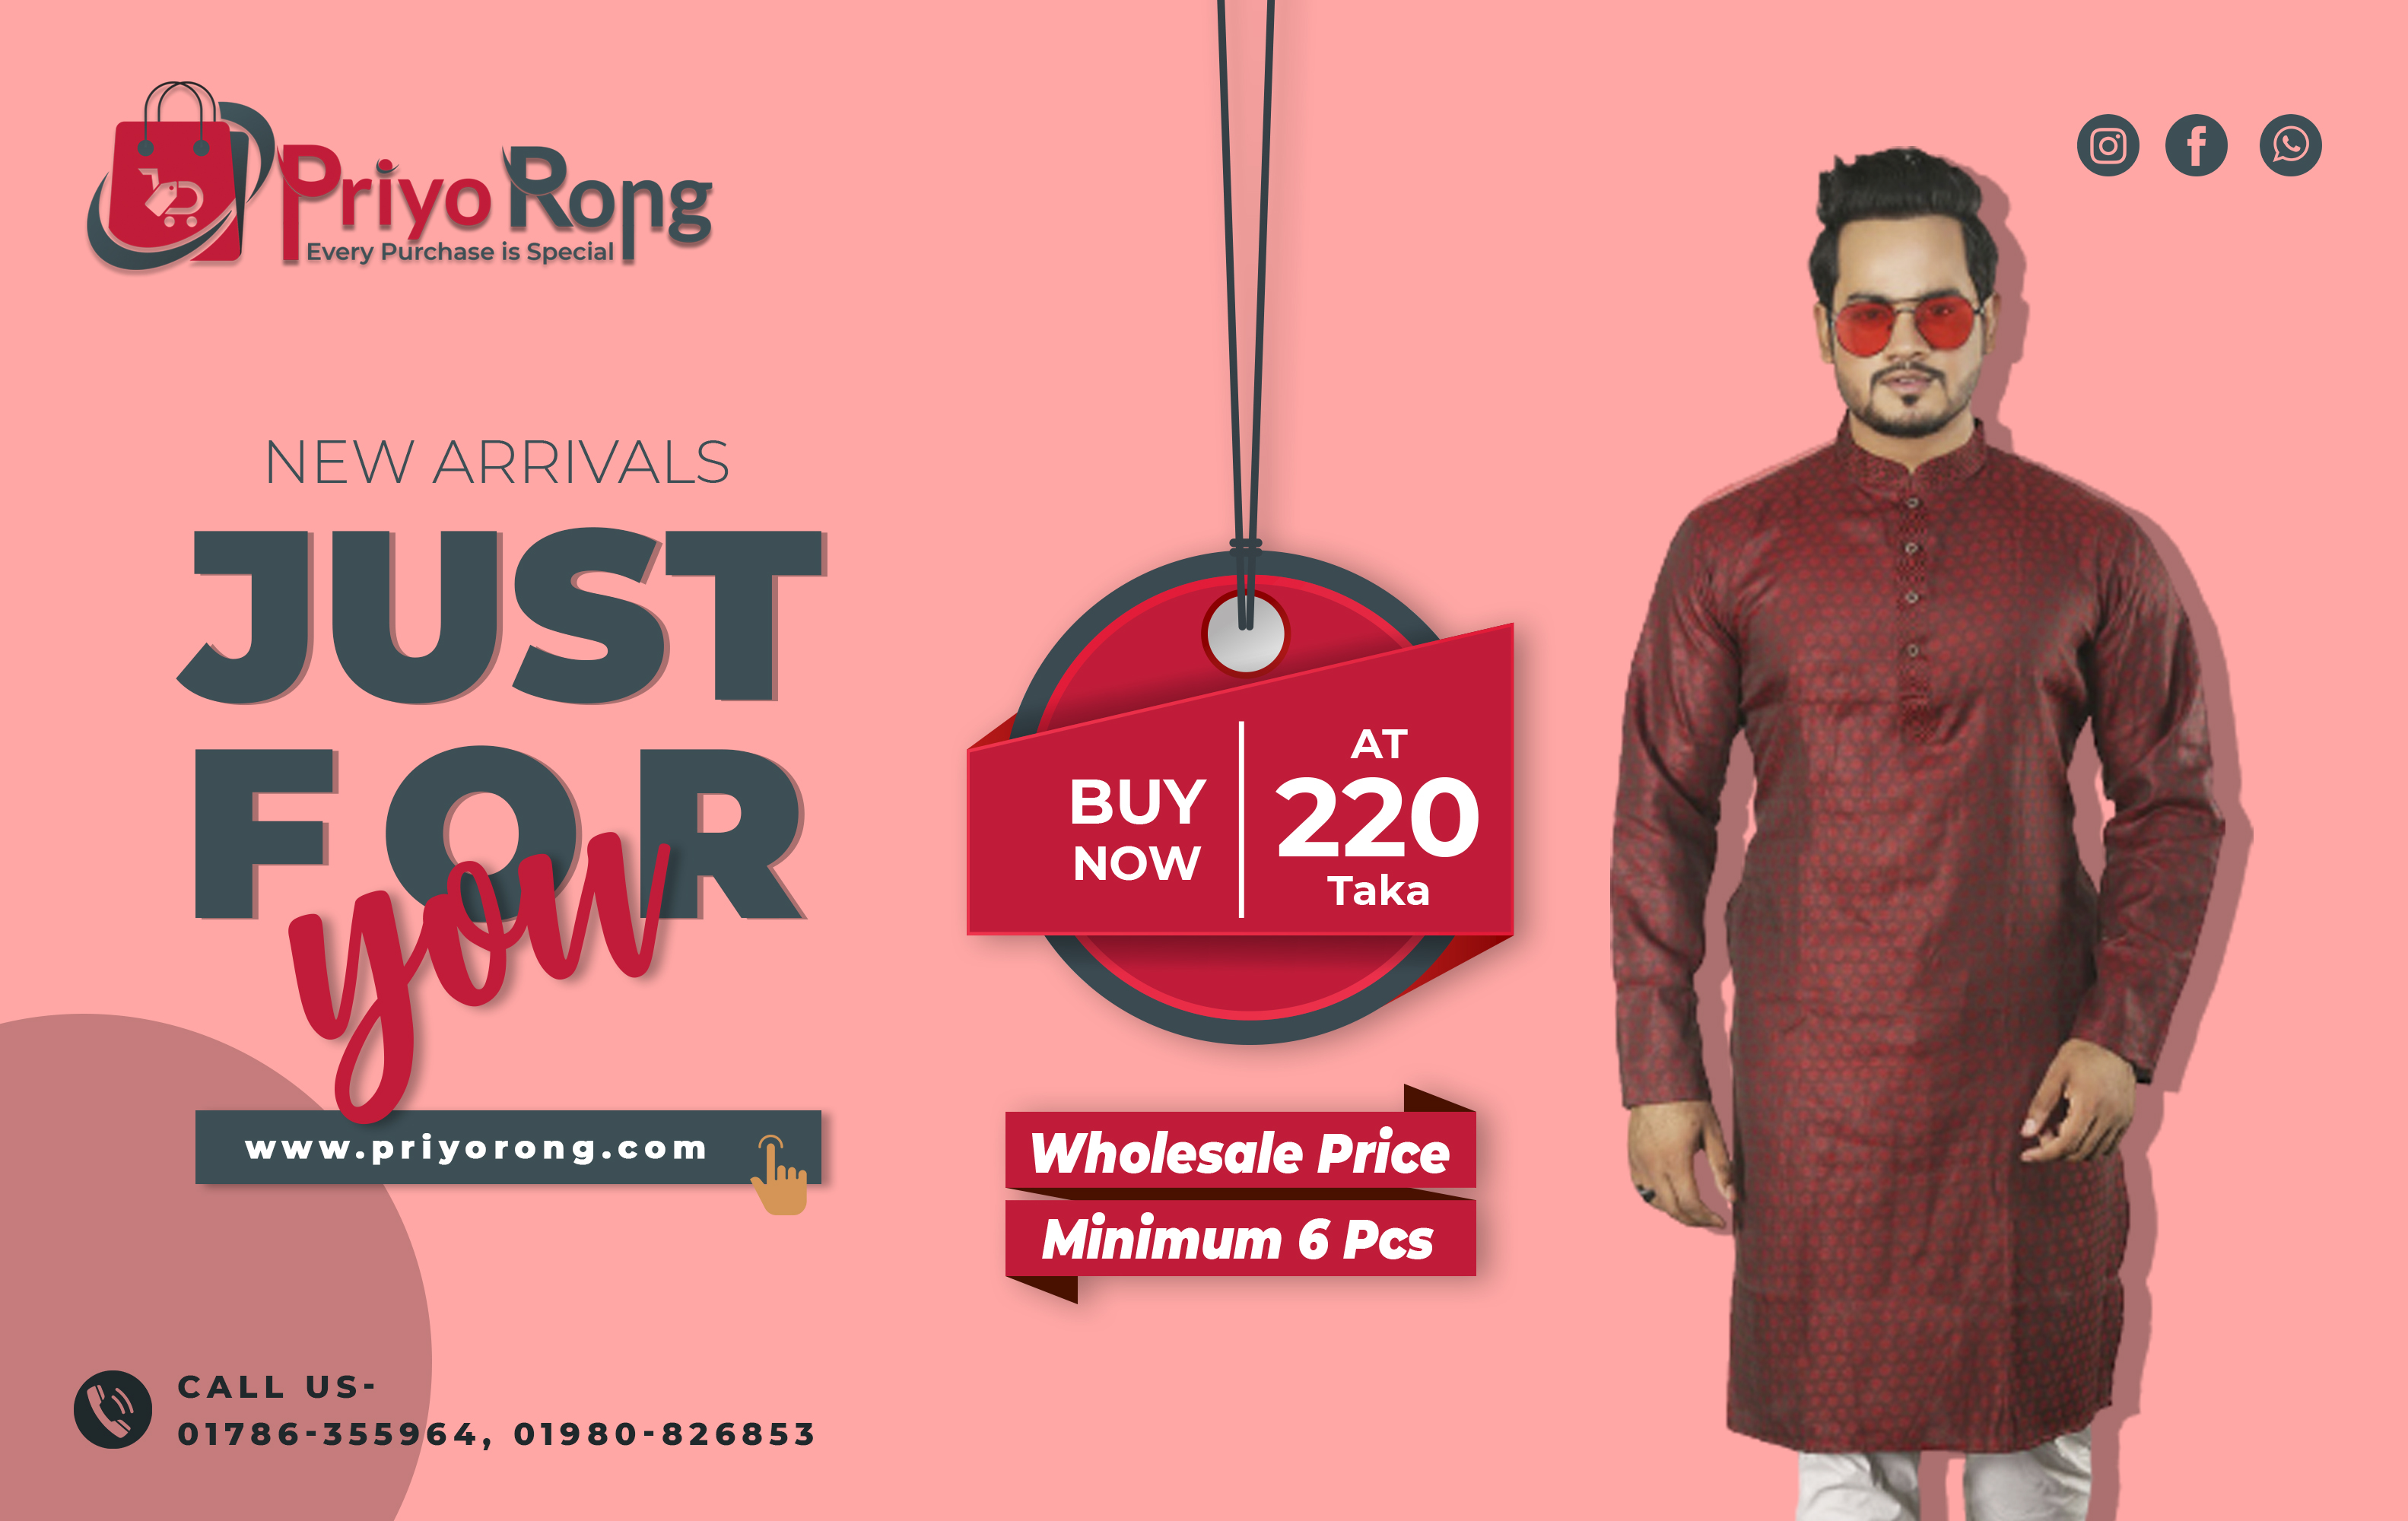 Priyo Rong
Every Purchase is Special
NEW ARRIVALS
JUST
FOR
you
www.priyorong.com
CALL US-
01786-355964, 01980-826853
BUY
NOW
AT
220
Taka
Wholesale Price
Minimum 6 Pcs